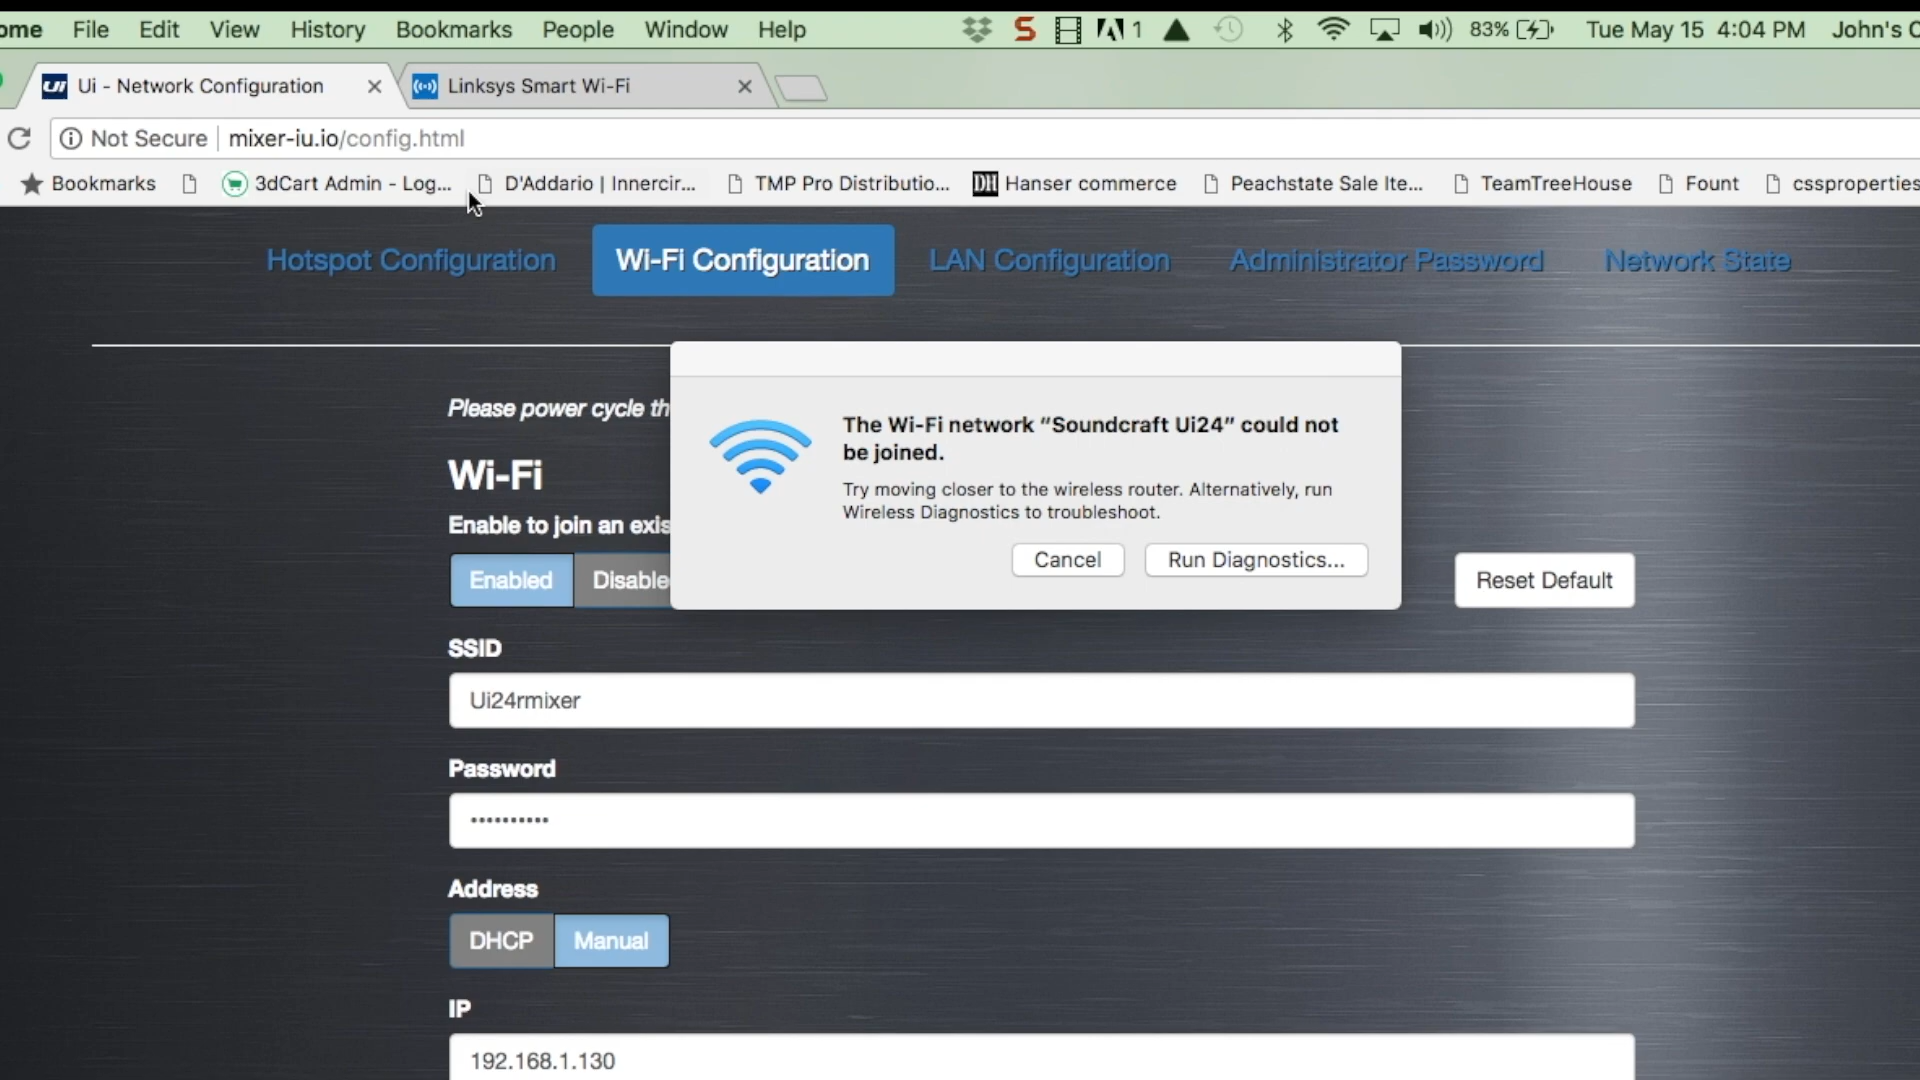 ome File Edit View History Bookmarks People Window Help 1 83% Tue May 15 4:04 PM John's C
Ui - Network Configuration Linksys Smart Wi-Fi
Not Secure mixer-iu.io/config.html
Bookmarks 3dCart Admin - Log... D'Addario | Innercir... TMP Pro Distributio... DH Hanser commerce Peachstate Sale Ite... TeamTreeHouse Fount cssproperties
Hotspot Configuration Wi-Fi Configuration LAN Configuration Administrator Password Network State
Please power cycle th
The Wi-Fi network “Soundcraft Ui24” could not
be joined.
Try moving closer to the wireless router. Alternatively, run
Wireless Diagnostics to troubleshoot.
Cancel Run Diagnostics...
Wi-Fi
Enable to join an exis
Enabled Disable Reset Default
SSID
Ui24rmixer
Password
••••••••••
Address
DHCP Manual
IP
192.168.1.130